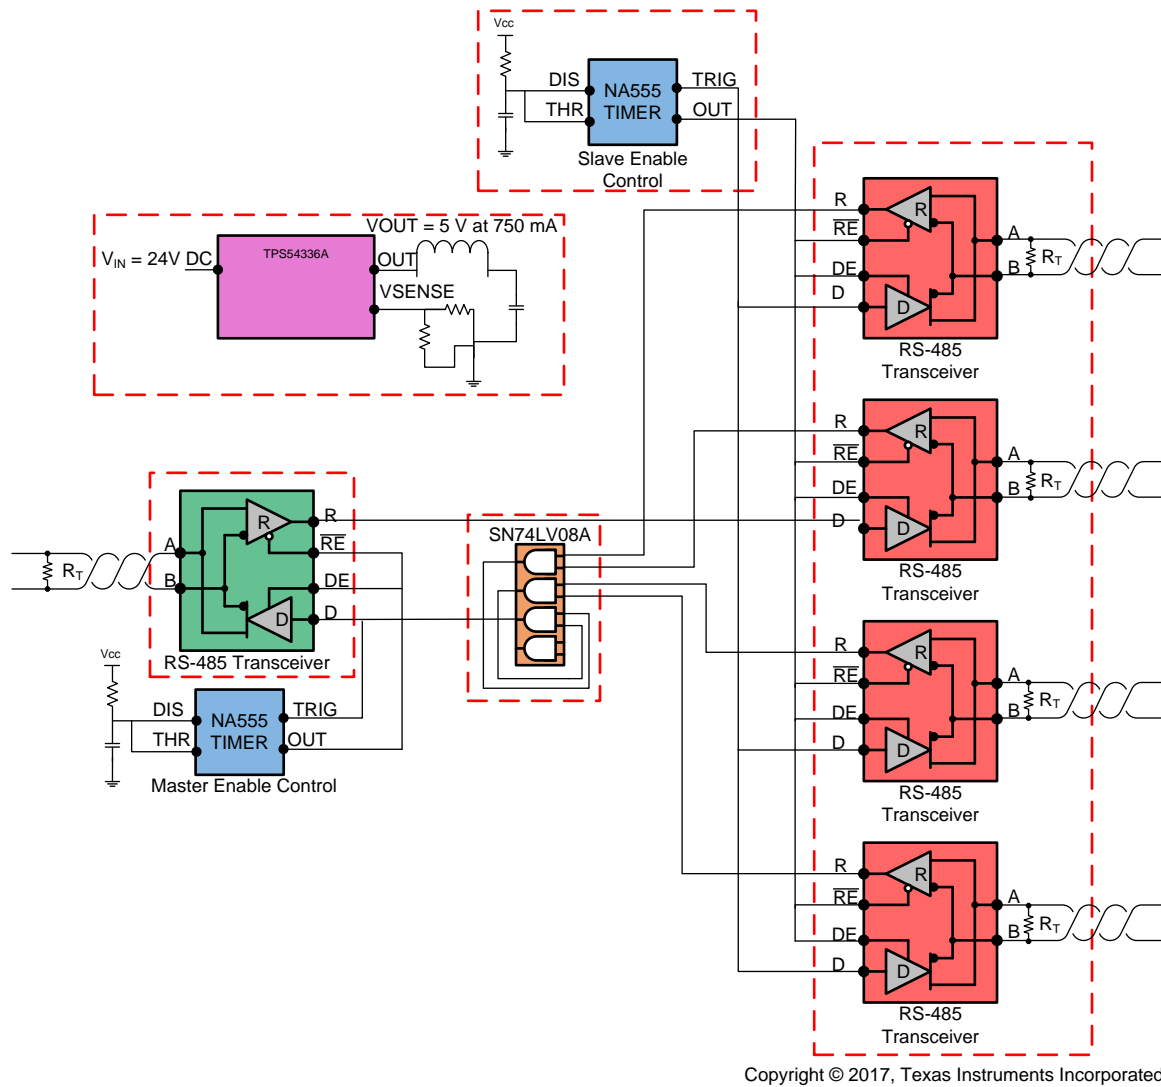 Vcc
DIS
THR
NA555
TIMER
TRIG
OUT
Slave Enable
Control
VOUT = 5 V at 750 mA
VIN = 24V DC
TPS54336A
OUT
VSENSE
R
RE
DE
D
R
D
A
B
RT
RS-485
Transceiver
R
RE
DE
D
R
D
A
B
RT
RS-485
Transceiver
SN74LV08A
RT
A
B
R
D
R
RE
DE
D
RS-485 Transceiver
Vcc
DIS
THR
NA555
TIMER
TRIG
OUT
Master Enable Control
R
RE
DE
D
R
D
A
B
RT
RS-485
Transceiver
R
RE
DE
D
R
D
A
B
RT
RS-485
Transceiver
Copyright © 2017, Texas Instruments Incorporated